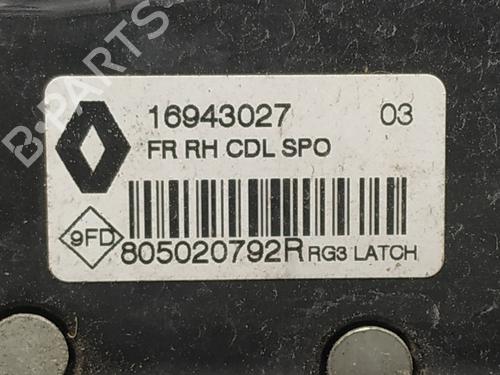 B-PARTS
16943027 03
FR RH CDL SPO
9FD
805020792R RG3 LATCH